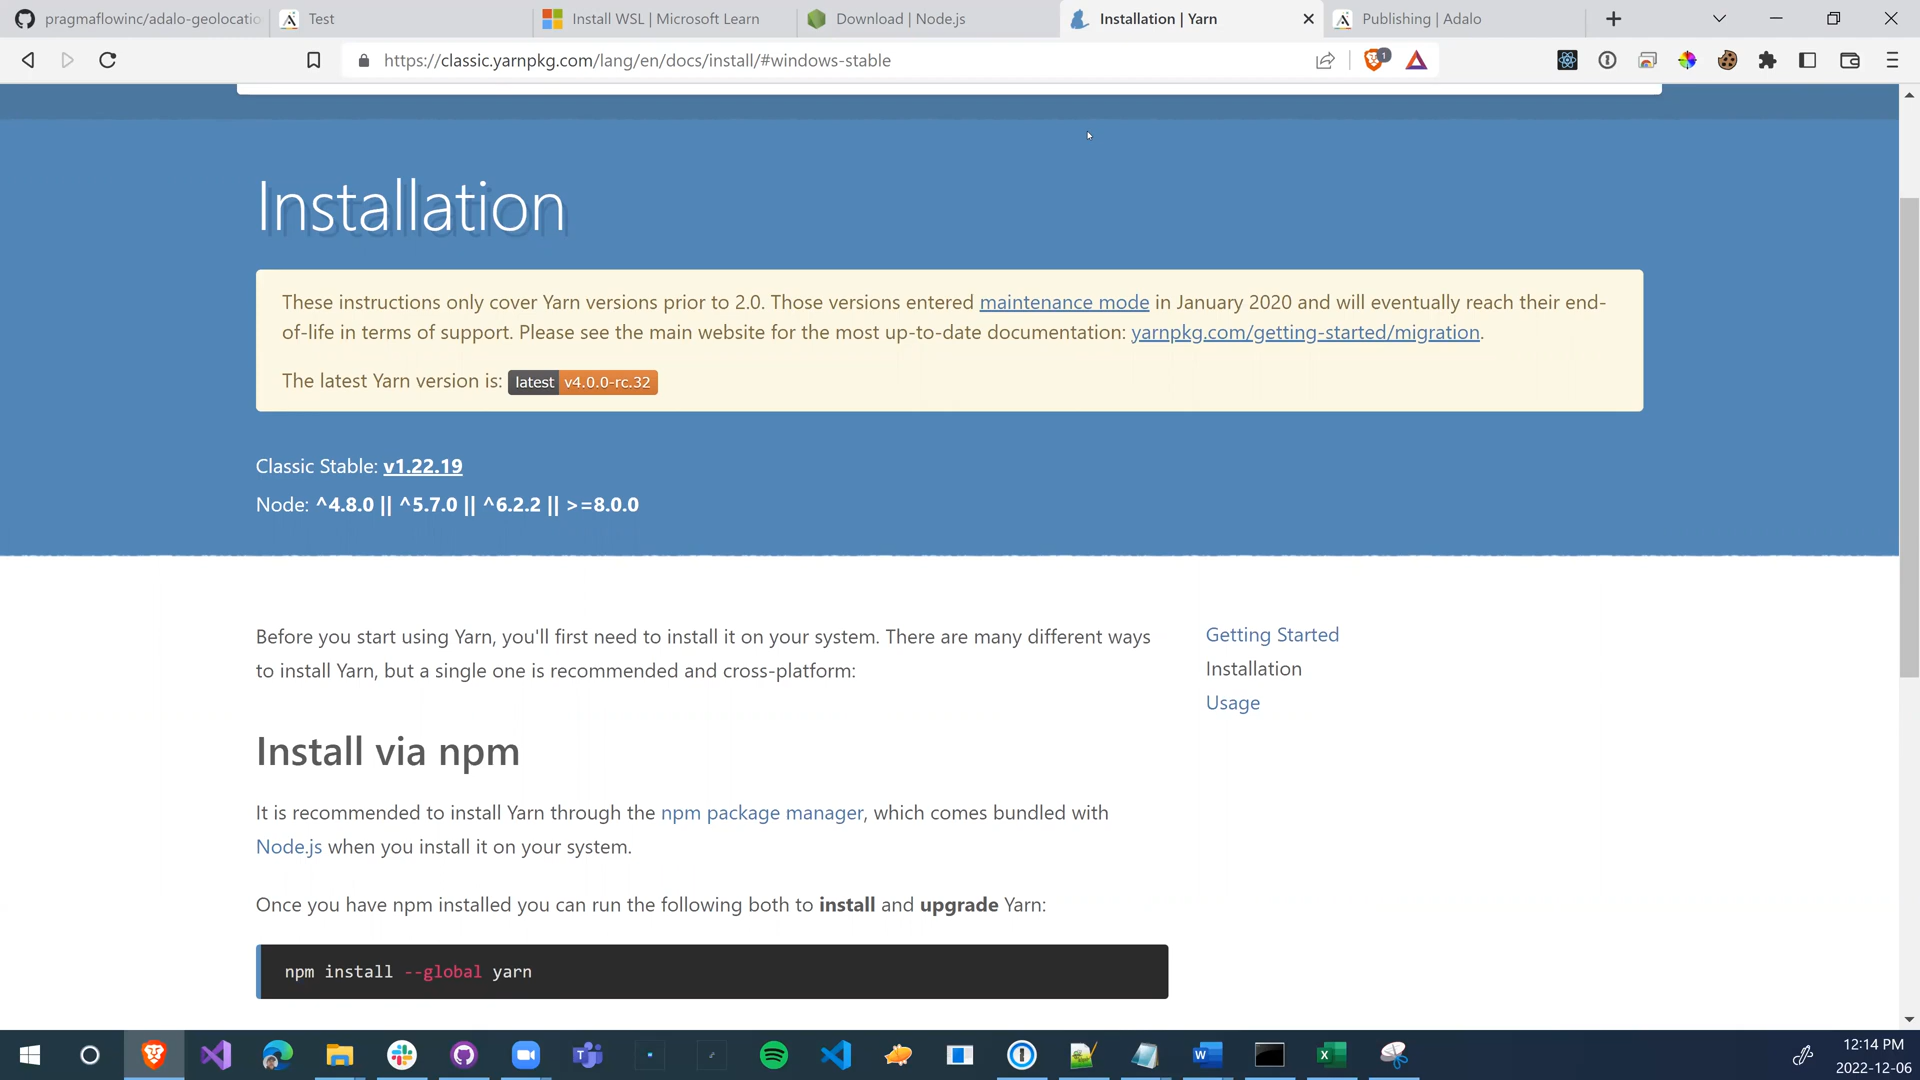 pragmaflowinc/adalo-geolocatio
Test
Install WSL | Microsoft Learn
Download | Node.js
Installation | Yarn
Publishing | Adalo
https://classic.yarnpkg.com/lang/en/docs/install/#windows-stable
1
Installation
These instructions only cover Yarn versions prior to 2.0. Those versions entered maintenance mode in January 2020 and will eventually reach their end-
of-life in terms of support. Please see the main website for the most up-to-date documentation: yarnpkg.com/getting-started/migration.
The latest Yarn version is: latest v4.0.0-rc.32
Classic Stable: v1.22.19
Node: ^4.8.0 || ^5.7.0 || ^6.2.2 || >=8.0.0
Before you start using Yarn, you'll first need to install it on your system. There are many different ways
to install Yarn, but a single one is recommended and cross-platform:
Getting Started
Installation
Usage
Install via npm
It is recommended to install Yarn through the npm package manager, which comes bundled with
Node.js when you install it on your system.
Once you have npm installed you can run the following both to install and upgrade Yarn:
npm install --global yarn
12:14 PM
2022-12-06